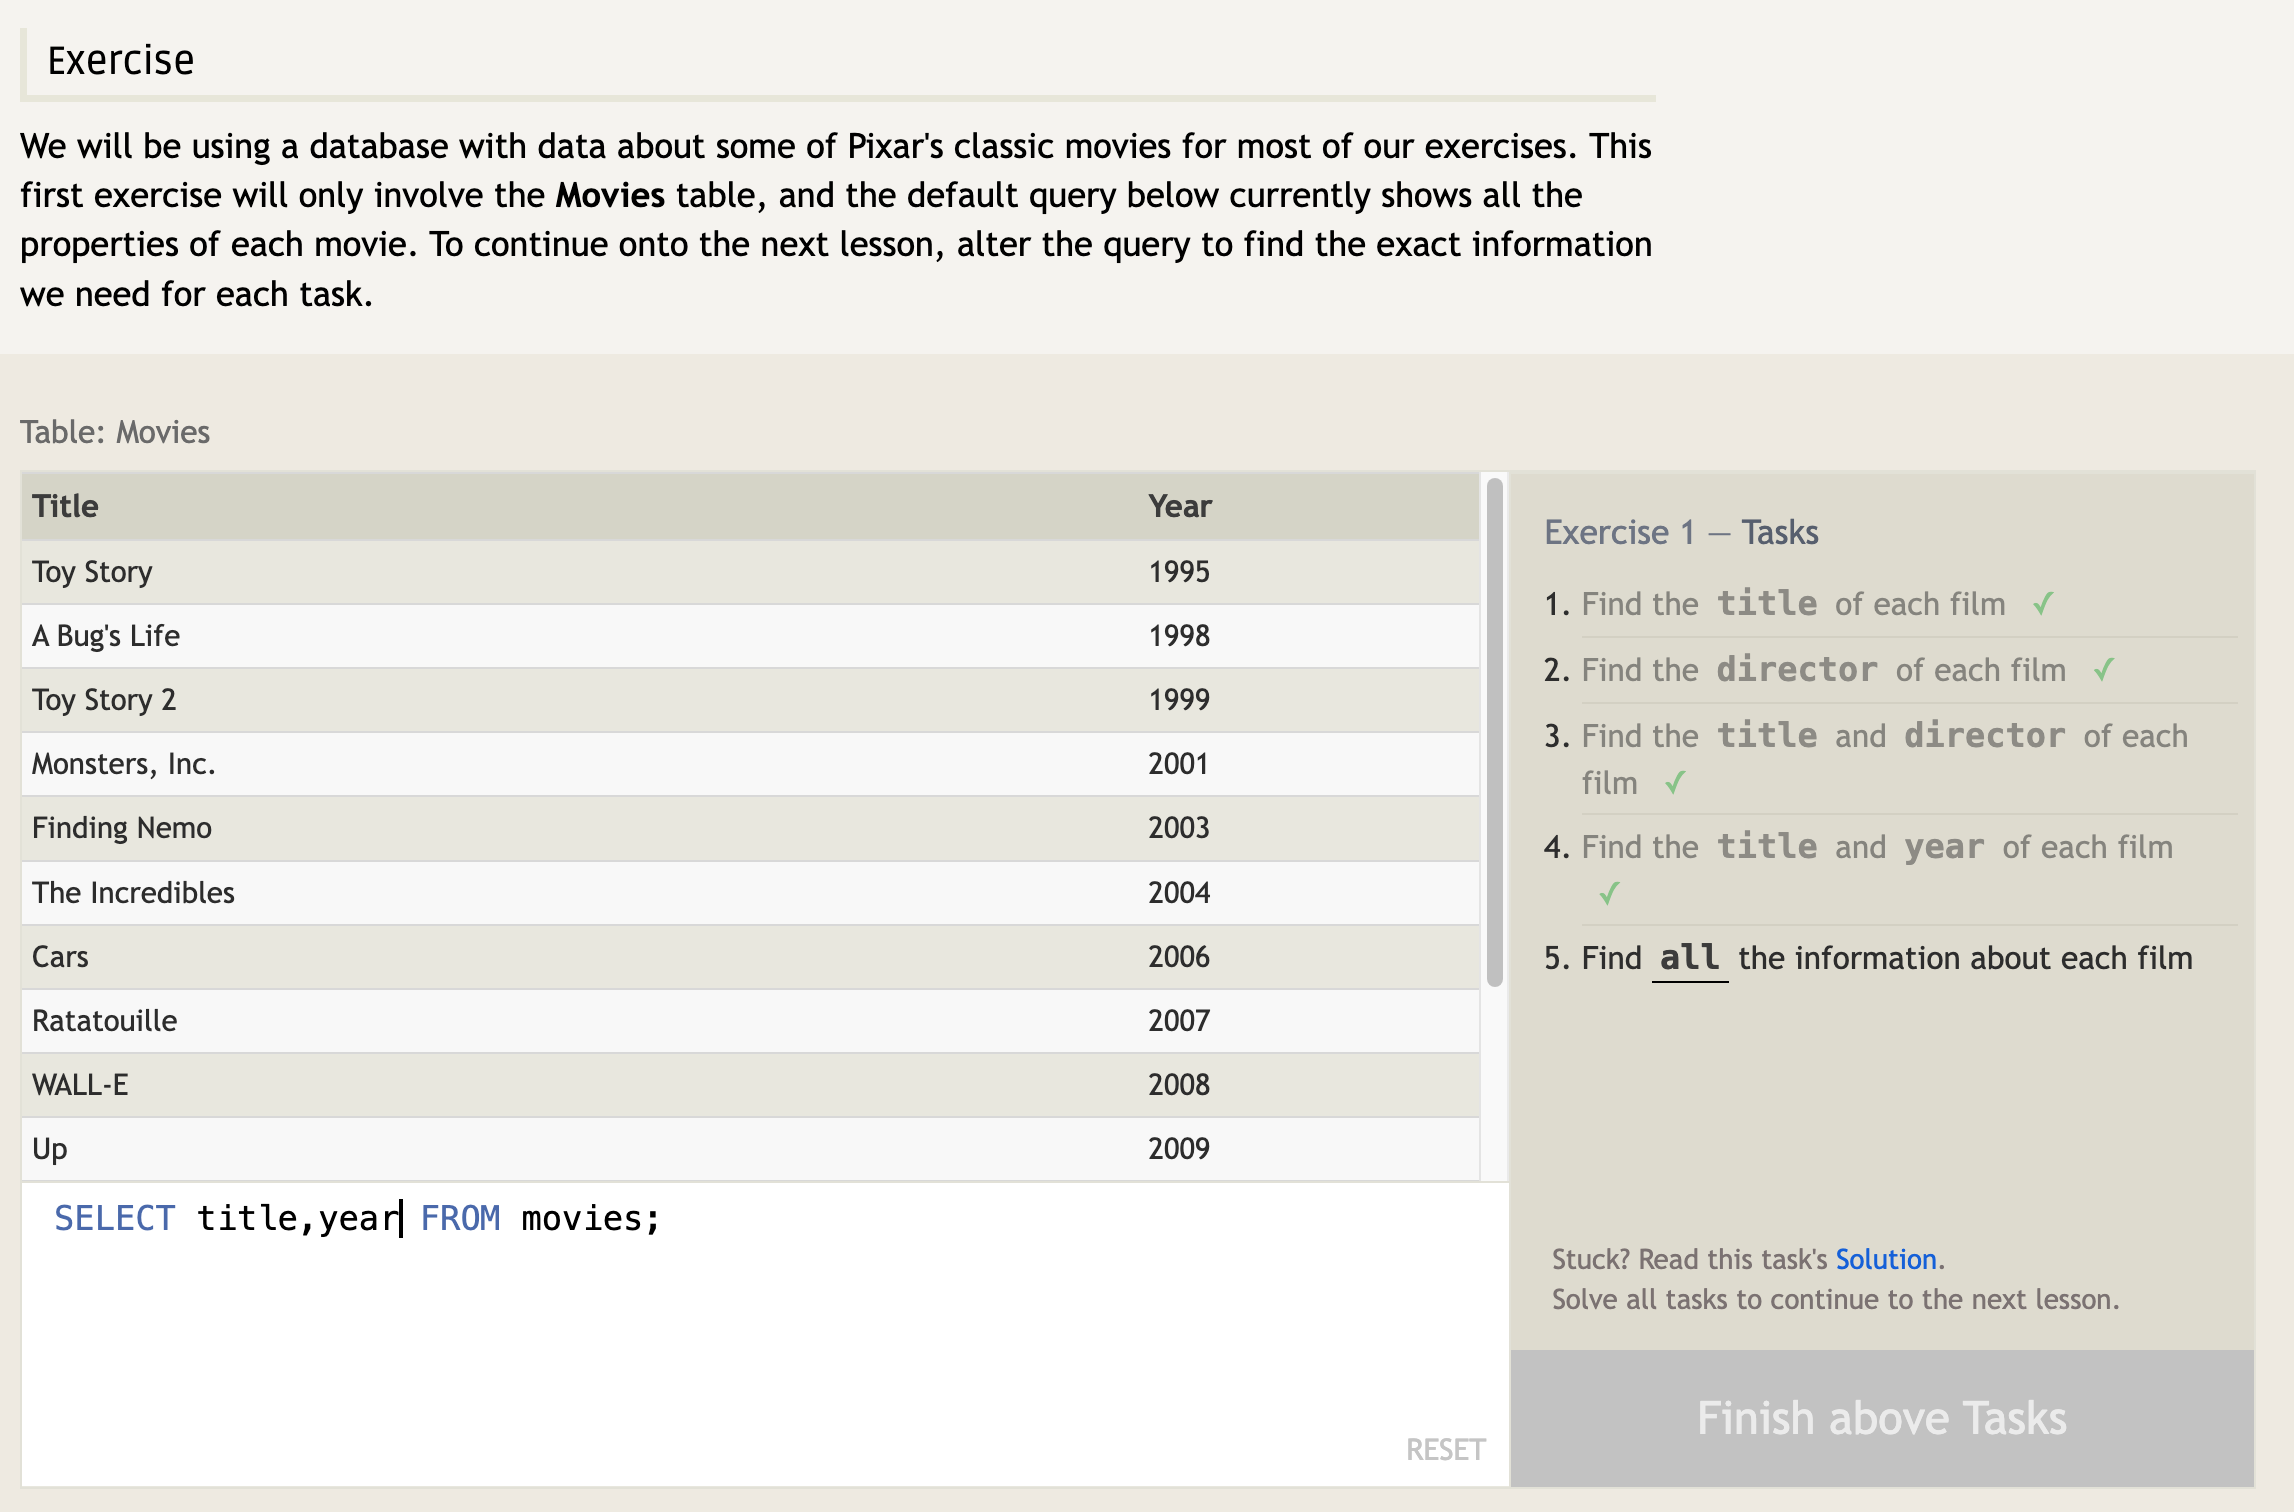 Exercise
We will be using a database with data about some of Pixar's classic movies for most of our exercises. This
first exercise will only involve the Movies table, and the default query below currently shows all the
properties of each movie. To continue onto the next lesson, alter the query to find the exact information
we need for each task.
Table: Movies
Title Year
Toy Story 1995
A Bug's Life 1998
Toy Story 2 1999
Monsters, Inc. 2001
Finding Nemo 2003
The Incredibles 2004
Cars 2006
Ratatouille 2007
WALL-E 2008
Up 2009
SELECT title,year FROM movies;
RESET
Exercise 1 — Tasks
1. Find the title of each film ✓
2. Find the director of each film ✓
3. Find the title and director of each
film ✓
4. Find the title and year of each film
✓
5. Find all the information about each film
Stuck? Read this task's Solution.
Solve all tasks to continue to the next lesson.
Finish above Tasks